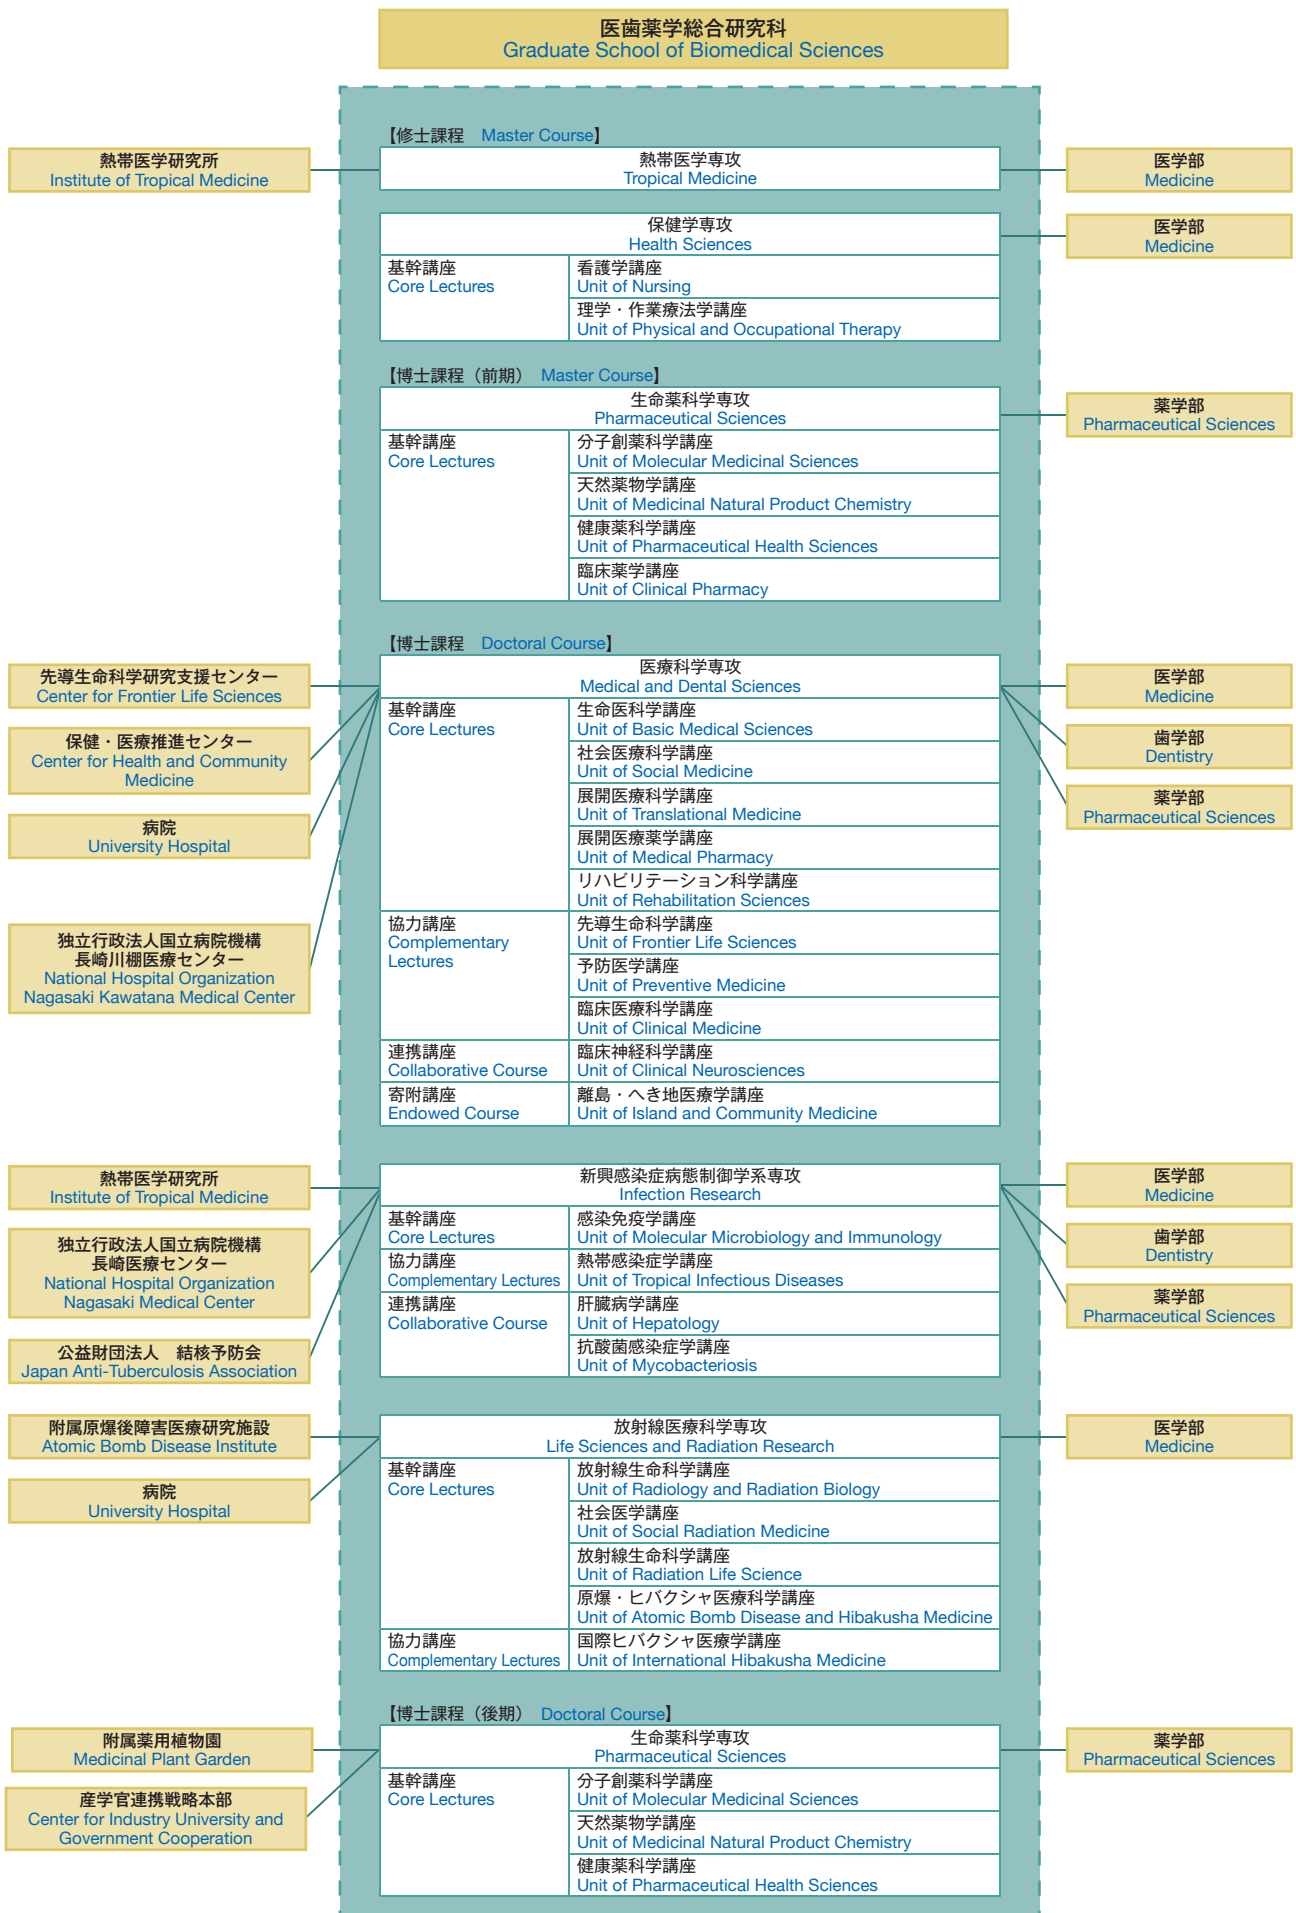 医歯薬学総合研究科
Graduate School of Biomedical Sciences
【修士課程　Master Course】
熱帯医学研究所
Institute of Tropical Medicine
熱帯医学専攻
Tropical Medicine
医学部
Medicine
保健学専攻
Health Sciences
医学部
Medicine
基幹講座
Core Lectures
看護学講座
Unit of Nursing
理学・作業療法学講座
Unit of Physical and Occupational Therapy
【博士課程（前期）　Master Course】
生命薬科学専攻
Pharmaceutical Sciences
薬学部
Pharmaceutical Sciences
基幹講座
Core Lectures
分子創薬科学講座
Unit of Molecular Medicinal Sciences
天然薬物学講座
Unit of Medicinal Natural Product Chemistry
健康薬科学講座
Unit of Pharmaceutical Health Sciences
臨床薬学講座
Unit of Clinical Pharmacy
【博士課程　Doctoral Course】
先導生命科学研究支援センター
Center for Frontier Life Sciences
保健・医療推進センター
Center for Health and Community
Medicine
病院
University Hospital
独立行政法人国立病院機構
長崎川棚医療センター
National Hospital Organization
Nagasaki Kawatana Medical Center
医療科学専攻
Medical and Dental Sciences
基幹講座
Core Lectures
生命医科学講座
Unit of Basic Medical Sciences
社会医療科学講座
Unit of Social Medicine
展開医療科学講座
Unit of Translational Medicine
展開医療薬学講座
Unit of Medical Pharmacy
リハビリテーション科学講座
Unit of Rehabilitation Sciences
協力講座
Complementary
Lectures
先導生命科学講座
Unit of Frontier Life Sciences
予防医学講座
Unit of Preventive Medicine
臨床医療科学講座
Unit of Clinical Medicine
連携講座
Collaborative Course
臨床神経科学講座
Unit of Clinical Neurosciences
寄附講座
Endowed Course
離島・へき地医療学講座
Unit of Island and Community Medicine
医学部
Medicine
歯学部
Dentistry
薬学部
Pharmaceutical Sciences
熱帯医学研究所
Institute of Tropical Medicine
独立行政法人国立病院機構
長崎医療センター
National Hospital Organization
Nagasaki Medical Center
公益財団法人　結核予防会
Japan Anti-Tuberculosis Association
新興感染症病態制御学系専攻
Infection Research
基幹講座
Core Lectures
感染免疫学講座
Unit of Molecular Microbiology and Immunology
協力講座
Complementary Lectures
熱帯感染症学講座
Unit of Tropical Infectious Diseases
連携講座
Collaborative Course
肝臓病学講座
Unit of Hepatology
抗酸菌感染症学講座
Unit of Mycobacteriosis
医学部
Medicine
歯学部
Dentistry
薬学部
Pharmaceutical Sciences
附属原爆後障害医療研究施設
Atomic Bomb Disease Institute
病院
University Hospital
放射線医療科学専攻
Life Sciences and Radiation Research
基幹講座
Core Lectures
放射線生命科学講座
Unit of Radiology and Radiation Biology
社会医学講座
Unit of Social Radiation Medicine
放射線生命科学講座
Unit of Radiation Life Science
原爆・ヒバクシャ医療科学講座
Unit of Atomic Bomb Disease and Hibakusha Medicine
協力講座
Complementary Lectures
国際ヒバクシャ医療学講座
Unit of International Hibakusha Medicine
医学部
Medicine
【博士課程（後期）　Doctoral Course】
附属薬用植物園
Medicinal Plant Garden
産学官連携戦略本部
Center for Industry University and
Government Cooperation
生命薬科学専攻
Pharmaceutical Sciences
基幹講座
Core Lectures
分子創薬科学講座
Unit of Molecular Medicinal Sciences
天然薬物学講座
Unit of Medicinal Natural Product Chemistry
健康薬科学講座
Unit of Pharmaceutical Health Sciences
薬学部
Pharmaceutical Sciences